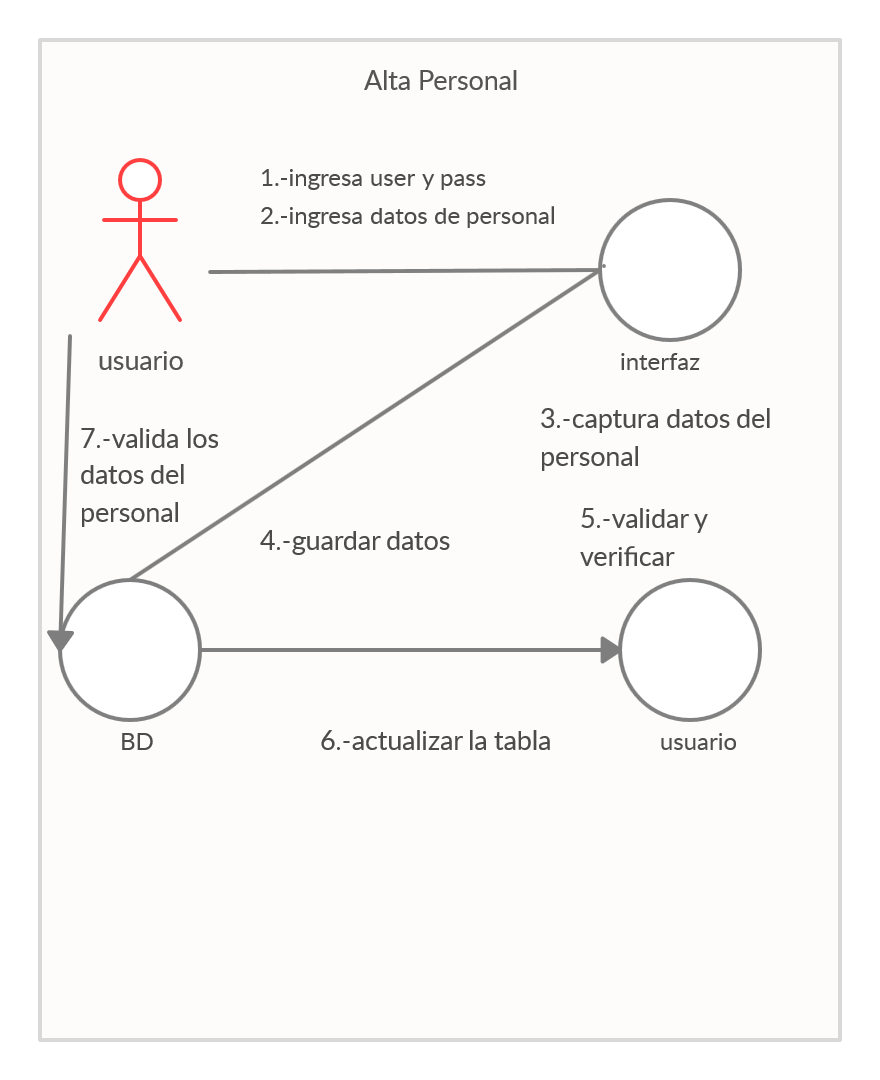 Alta Personal
1.-ingresa user y pass
2.-ingresa datos de personal
usuario
interfaz
3.-captura datos del
personal
7.-valida los
datos del
personal
4.-guardar datos
5.-validar y
verificar
BD
6.-actualizar la tabla
usuario